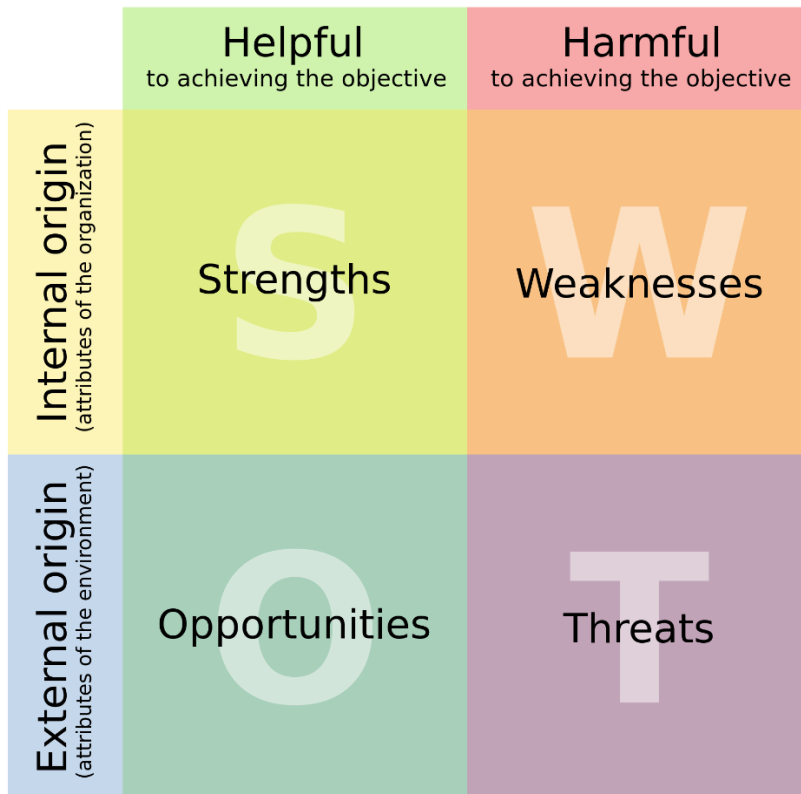 Helpful
to achieving the objective
Harmful
to achieving the objective
Internal origin
(attributes of the organization)
S
Strengths
W
Weaknesses
External origin
(attributes of the environment)
O
Opportunities
T
Threats